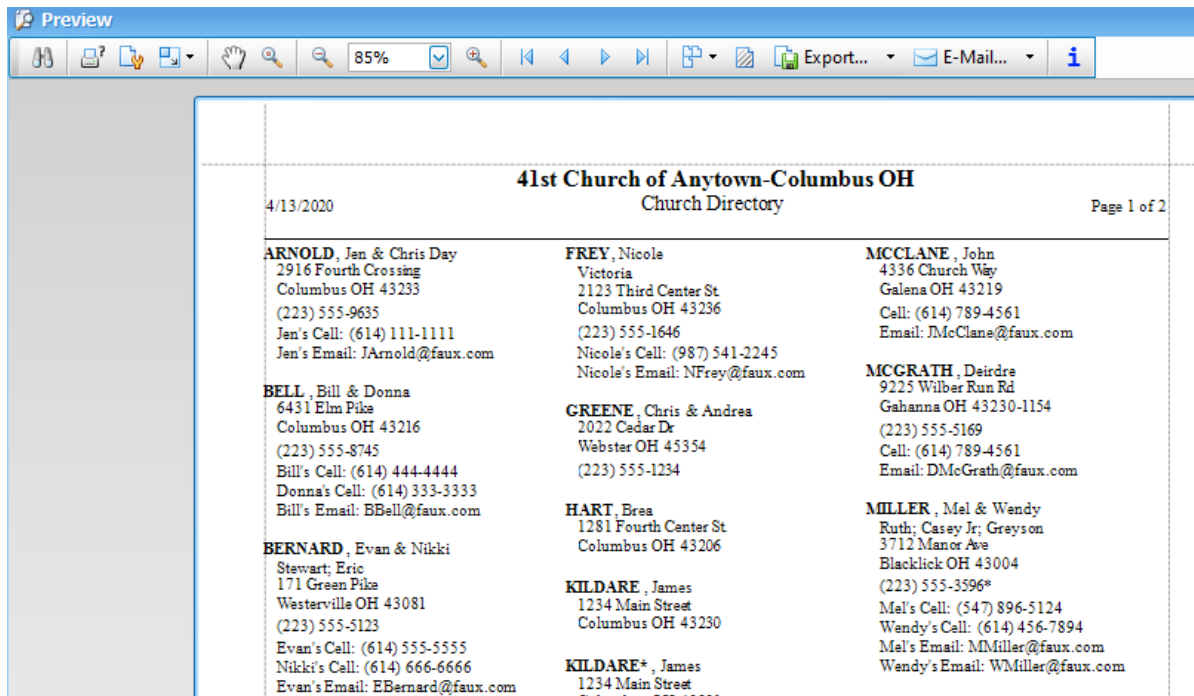 Preview
85%
Export...
E-Mail...
i
41st Church of Anytown-Columbus OH
4/13/2020
Church Directory
Page 1 of 2
ARNOLD, Jen & Chris Day
2916 Fourth Crossing
Columbus OH 43233
(223) 555-9635
Jen's Cell: (614) 111-1111
Jen's Email: JArnold@faux.com
BELL , Bill & Donna
6431 Elm Pike
Columbus OH 43216
(223) 555-8745
Bill's Cell: (614) 444-4444
Donna's Cell: (614) 333-3333
Bill's Email: BBell@faux.com
BERNARD , Evan & Nikki
Stewart; Eric
171 Green Pike
Westerville OH 43081
(223) 555-5123
Evan's Cell: (614) 555-5555
Nikki's Cell: (614) 666-6666
Evan's Email: EBernard@faux.com
FREY, Nicole
Victoria
2123 Third Center St
Columbus OH 43236
(223) 555-1646
Nicole's Cell: (987) 541-2245
Nicole's Email: NFrey@faux.com
GREENE, Chris & Andrea
2022 Cedar Dr
Webster OH 45354
(223) 555-1234
HART, Brea
1281 Fourth Center St
Columbus OH 43206
KILDARE , James
1234 Main Street
Columbus OH 43230
KILDARE* , James
1234 Main Street
MCCLANE , John
4336 Church Way
Galena OH 43219
Cell: (614) 789-4561
Email: JMcClane@faux.com
MCGRATH , Deirdre
9225 Wilber Run Rd
Gahanna OH 43230-1154
(223) 555-5169
Cell: (614) 789-4561
Email: DMcGrath@faux.com
MILLER , Mel & Wendy
Ruth; Casey Jr; Greyson
3712 Manor Ave
Blacklick OH 43004
(223) 555-3596*
Mel's Cell: (547) 896-5124
Wendy's Cell: (614) 456-7894
Mel's Email: MMiller@faux.com
Wendy's Email: WMiller@faux.com